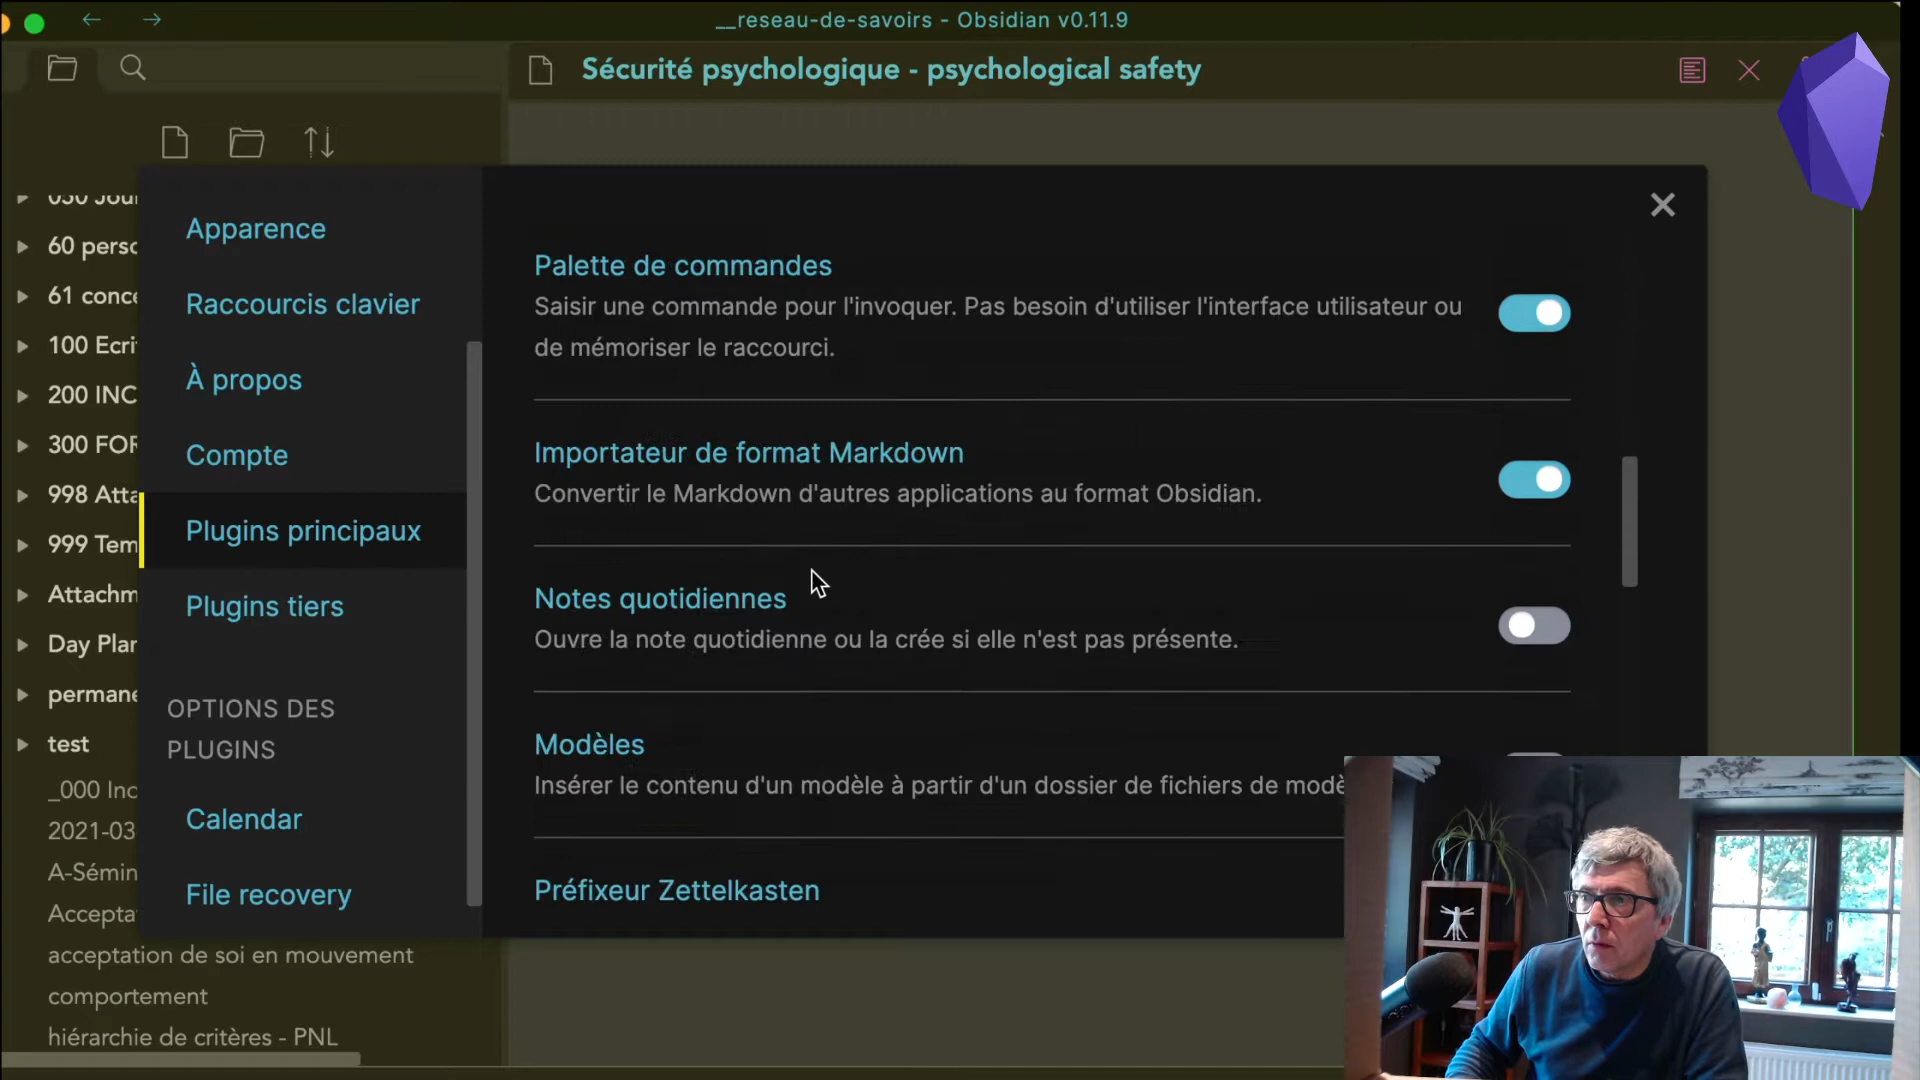 __reseau-de-savoirs - Obsidian v0.11.9
Sécurité psychologique - psychological safety
60 perso
61 conce
100 Ecri
200 INC
300 FOR
998 Atta
999 Tem
Attachm
Day Plan
permane
test
_000 Inc
2021-03
A-Sémin
Accepta
acceptation de soi en mouvement
comportement
hiérarchie de critères - PNL
Apparence
Raccourcis clavier
À propos
Compte
Plugins principaux
Plugins tiers
OPTIONS DES
PLUGINS
Calendar
File recovery
Palette de commandes
Saisir une commande pour l'invoquer. Pas besoin d'utiliser l'interface utilisateur ou
de mémoriser le raccourci.
Importateur de format Markdown
Convertir le Markdown d'autres applications au format Obsidian.
Notes quotidiennes
Ouvre la note quotidienne ou la crée si elle n'est pas présente.
Modèles
Insérer le contenu d'un modèle à partir d'un dossier de fichiers de modè
Préfixeur Zettelkasten